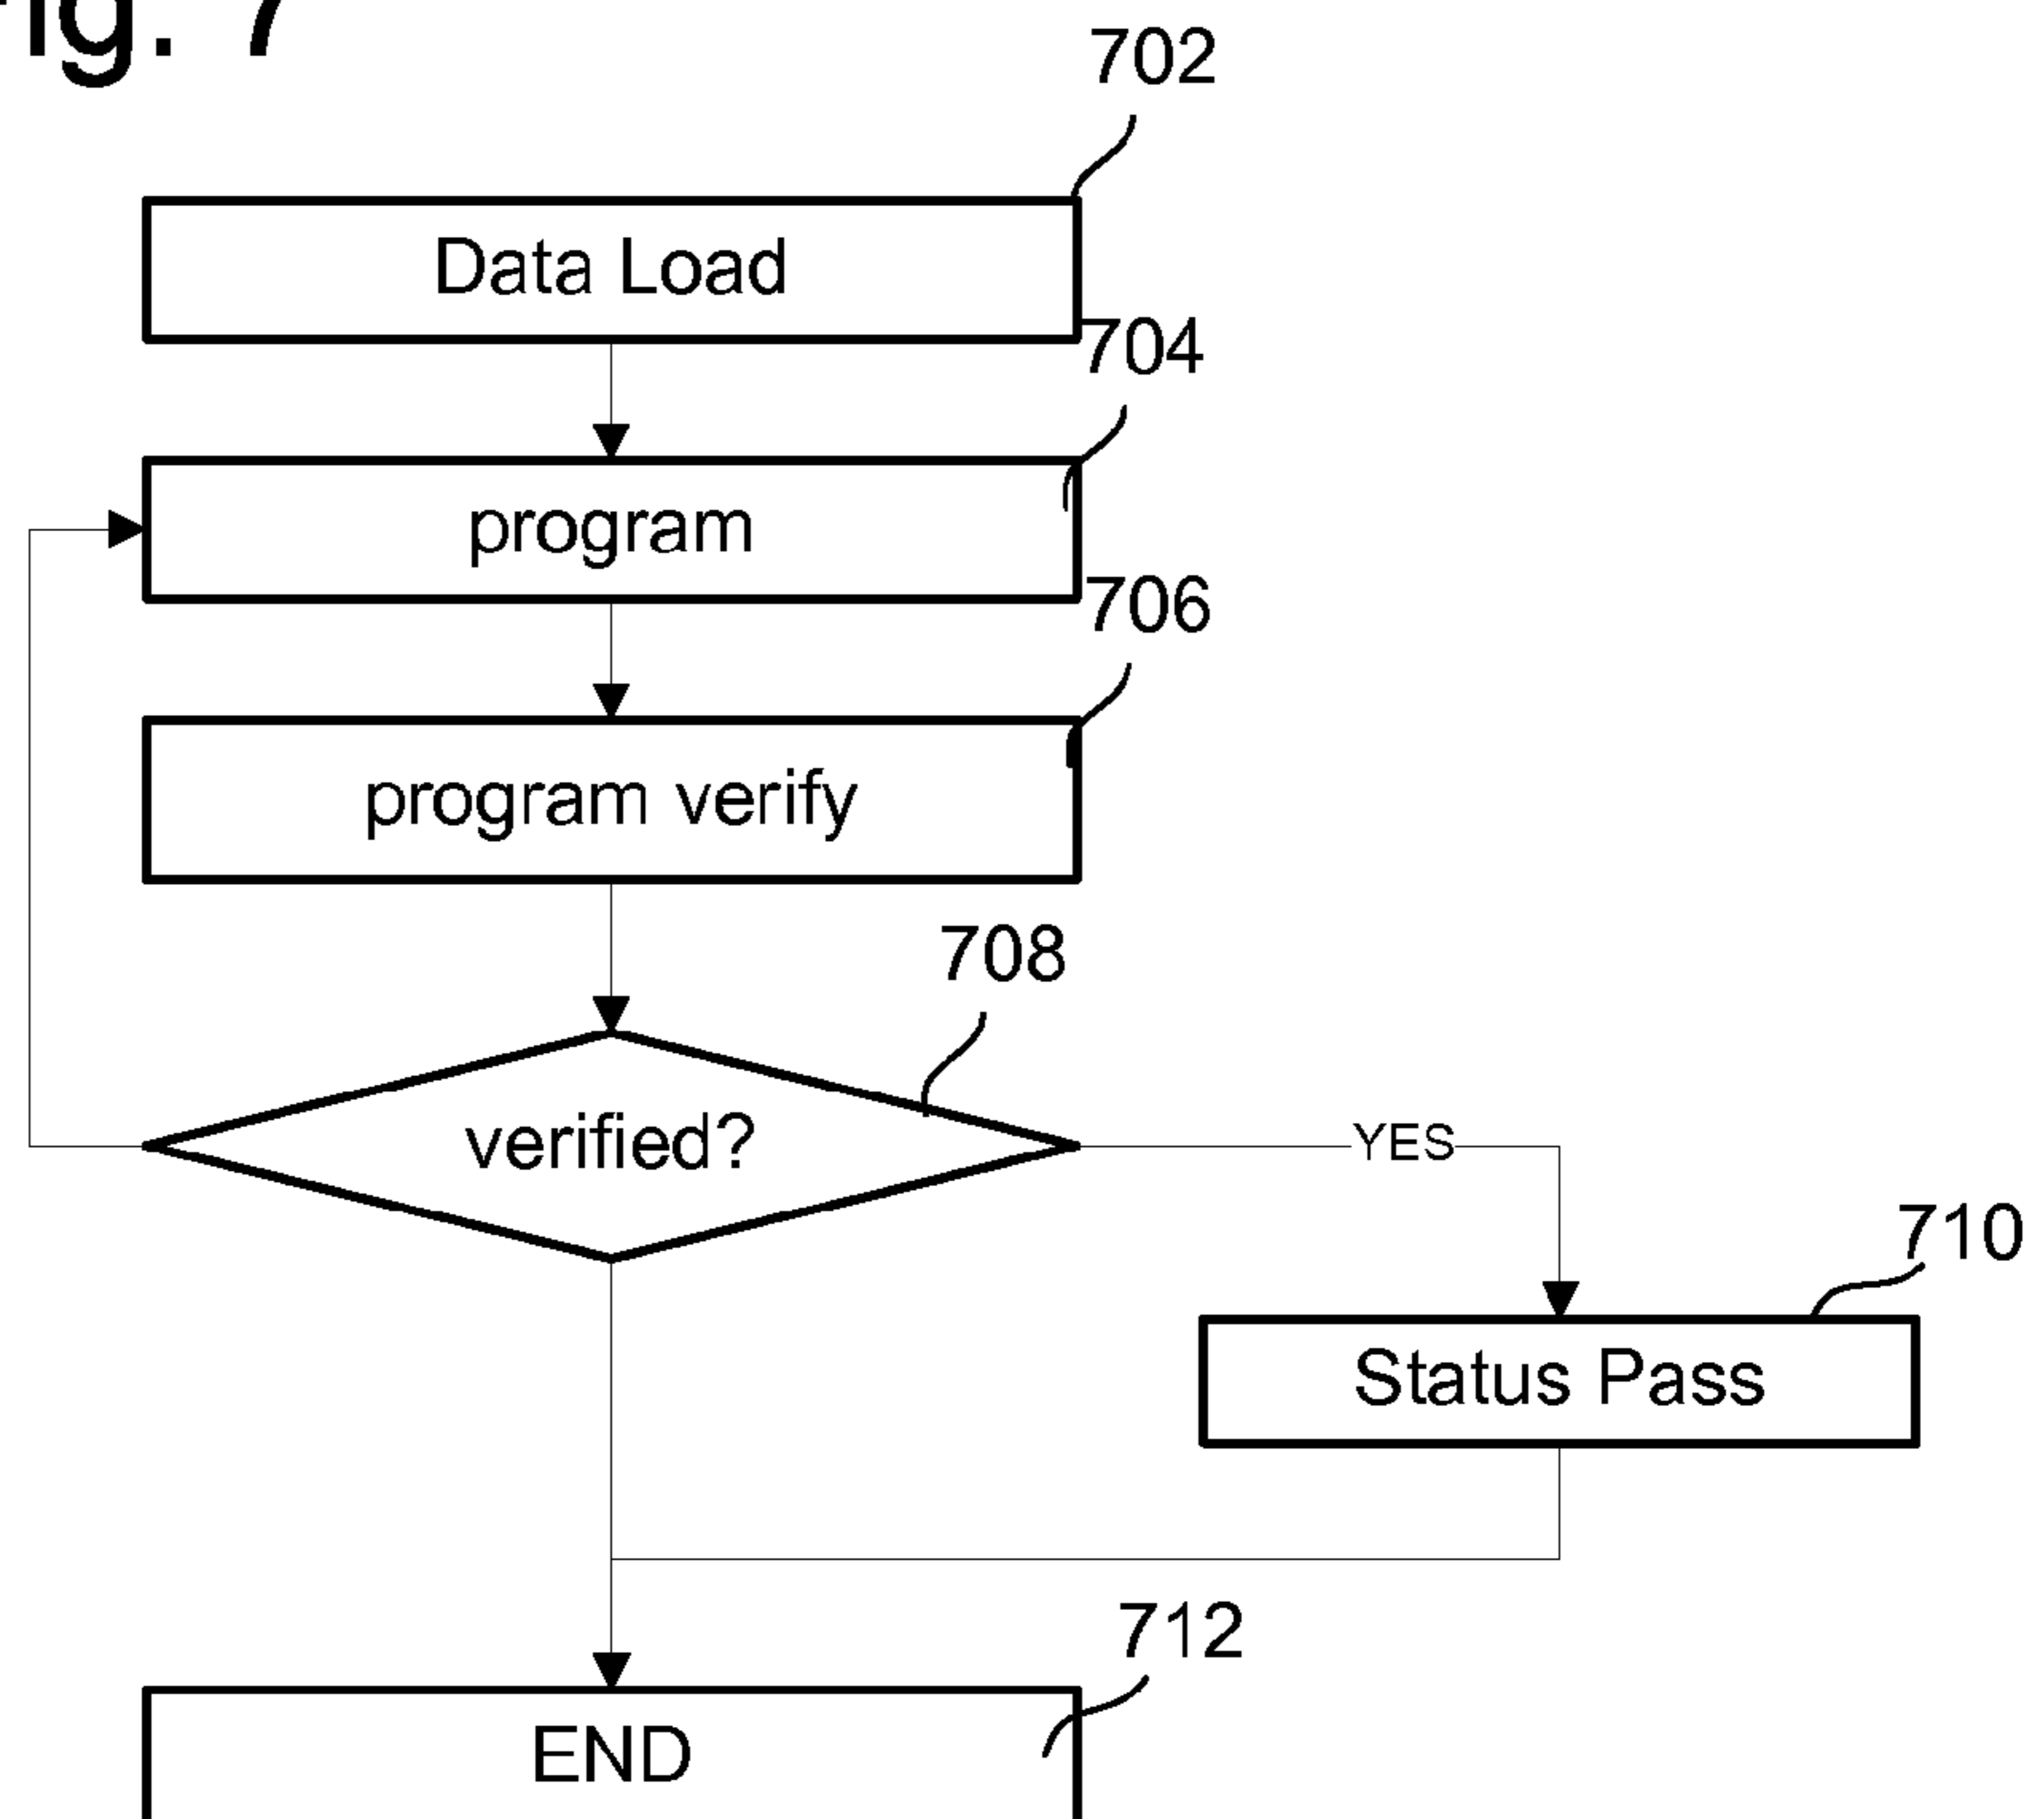 Fig. 7
702
Data Load
704
program
706
program verify
708
verified?
YES
710
Status Pass
712
END